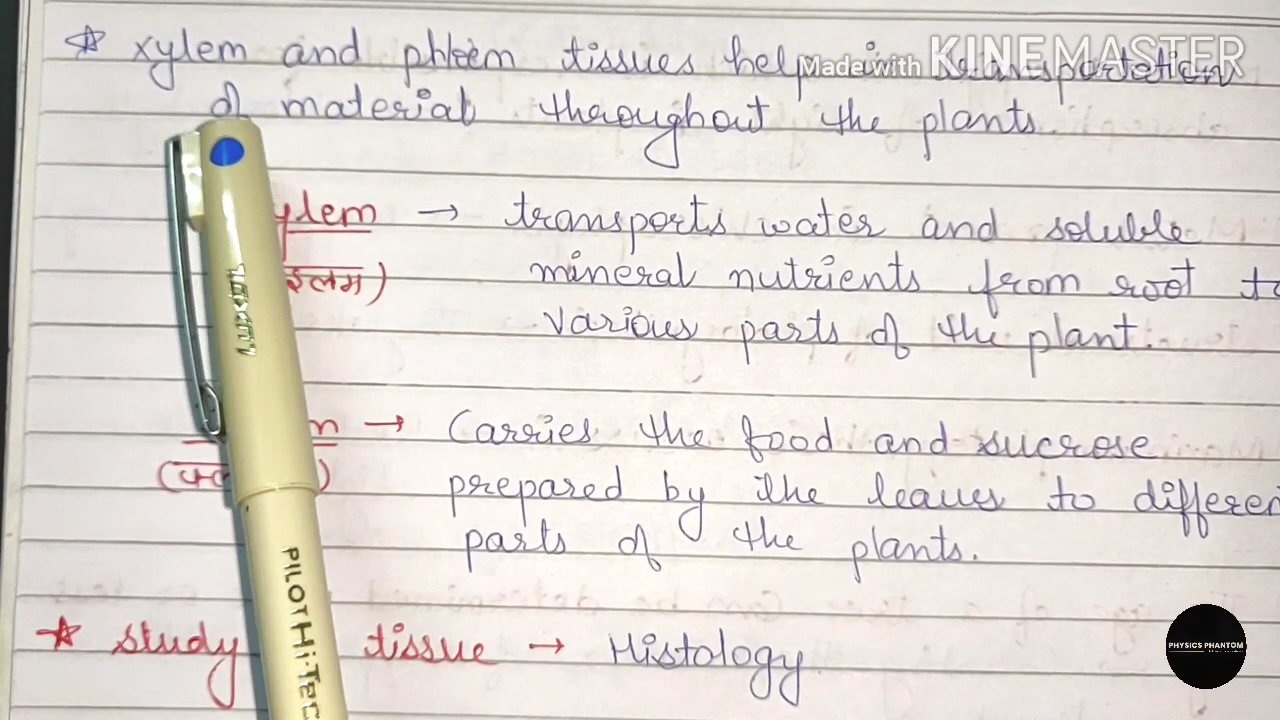 ☆ xylem and phloem tissues help in transportation
Made with KINEMASTER
of material throughout the plants.
ylem → transports water and soluble
इलम) mineral nutrients from root to
various parts of the plant.
m → Carries the food and sucrose
prepared by the leaves to differen
parts of the plants.
☆ study tissue → Histology
PILOT HI-TEC
PHYSICS PHANTOM